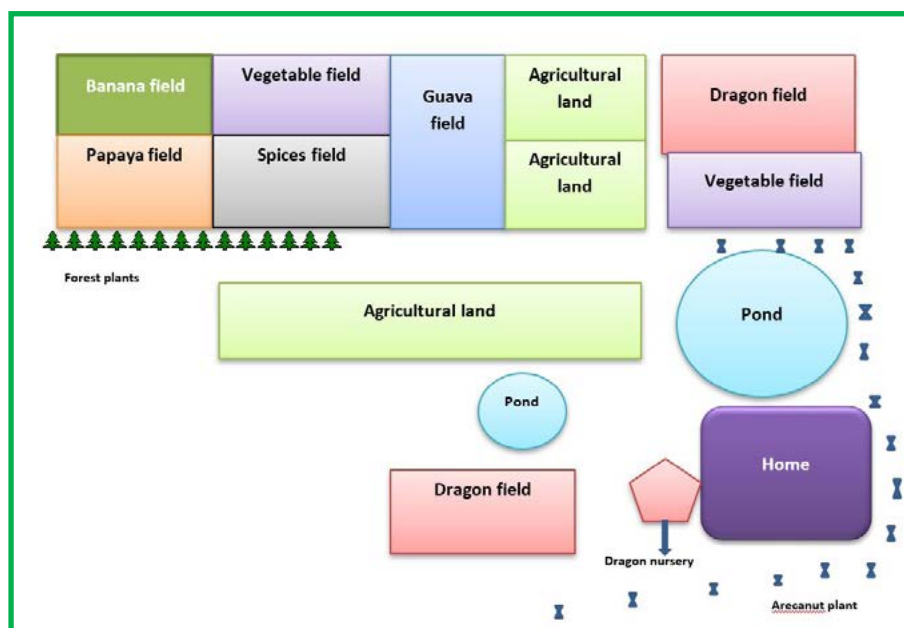 Banana field
Vegetable field
Guava
field
Agricultural
land
Dragon field
Papaya field
Spices field
Agricultural
land
Vegetable field
Forest plants
Agricultural land
Pond
Pond
Home
Dragon field
Dragon nursery
Arecanut plant